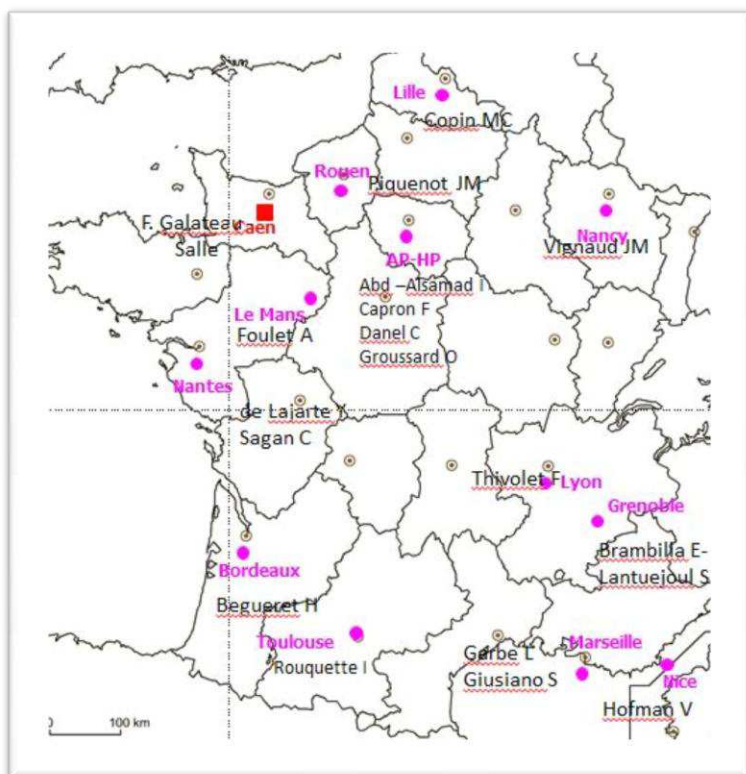 Lille
Copin MC
Rouen
Piquenot JM
F. Galateau
Caen
Salle
Nancy
Vignaud JM
AP-HP
Abd –Alsamad I
Capron F
Danel C
Groussard O
Le Mans
Foulet A
Nantes
de Lajarte T
Sagan C
Thivolet F
Lyon
Grenoble
Brambilla E-
Lantuejoul S
Bordeaux
Begueret H
Toulouse
Rouquette I
Marseille
Garbe L
Giusiano S
Nice
Hofman V
0 100 km